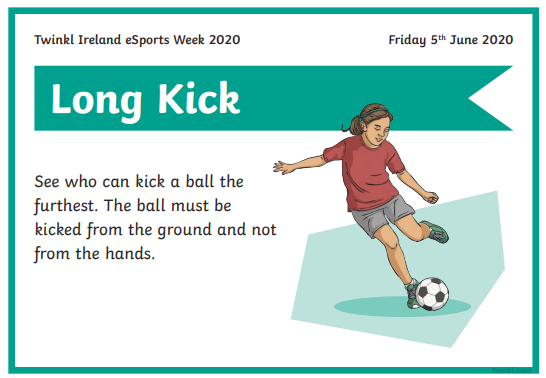 Twinkl Ireland eSports Week 2020
Friday 5th June 2020
Long Kick
See who can kick a ball the
furthest. The ball must be
kicked from the ground and not
from the hands.